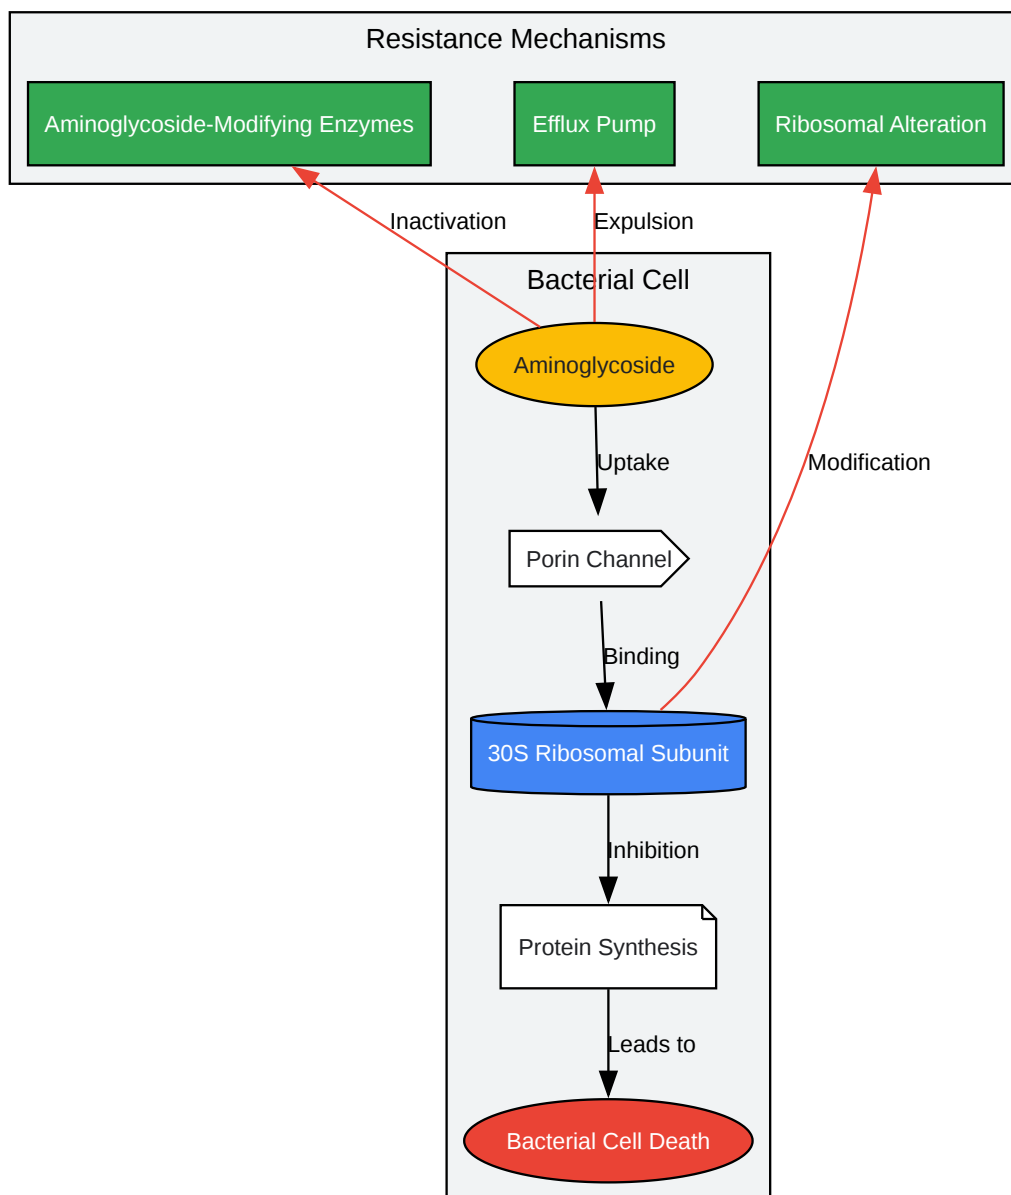 Resistance Mechanisms
Aminoglycoside-Modifying Enzymes
Efflux Pump
Ribosomal Alteration
Inactivation
Expulsion
Bacterial Cell
Aminoglycoside
Uptake
Modification
Porin Channel
Binding
30S Ribosomal Subunit
Inhibition
Protein Synthesis
Leads to
Bacterial Cell Death